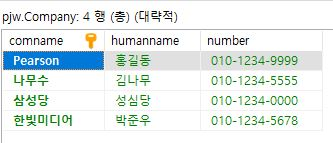 pjw.Company: 4 행 (총) (대략적)
comname humanname number
Pearson 홍길동 010-1234-9999
나무수 김나무 010-1234-5555
삼성당 성심당 010-1234-0000
한빛미디어 박준우 010-1234-5678